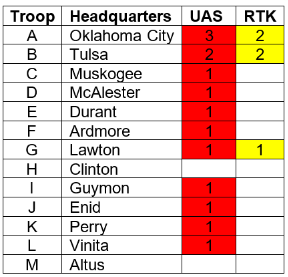 Troop Headquarters UAS RTK
A Oklahoma City 3 2
B Tulsa 2 2
C Muskogee 1
D McAlester 1
E Durant 1
F Ardmore 1
G Lawton 1 1
H Clinton
I Guymon 1
J Enid 1
K Perry 1
L Vinita 1
M Altus